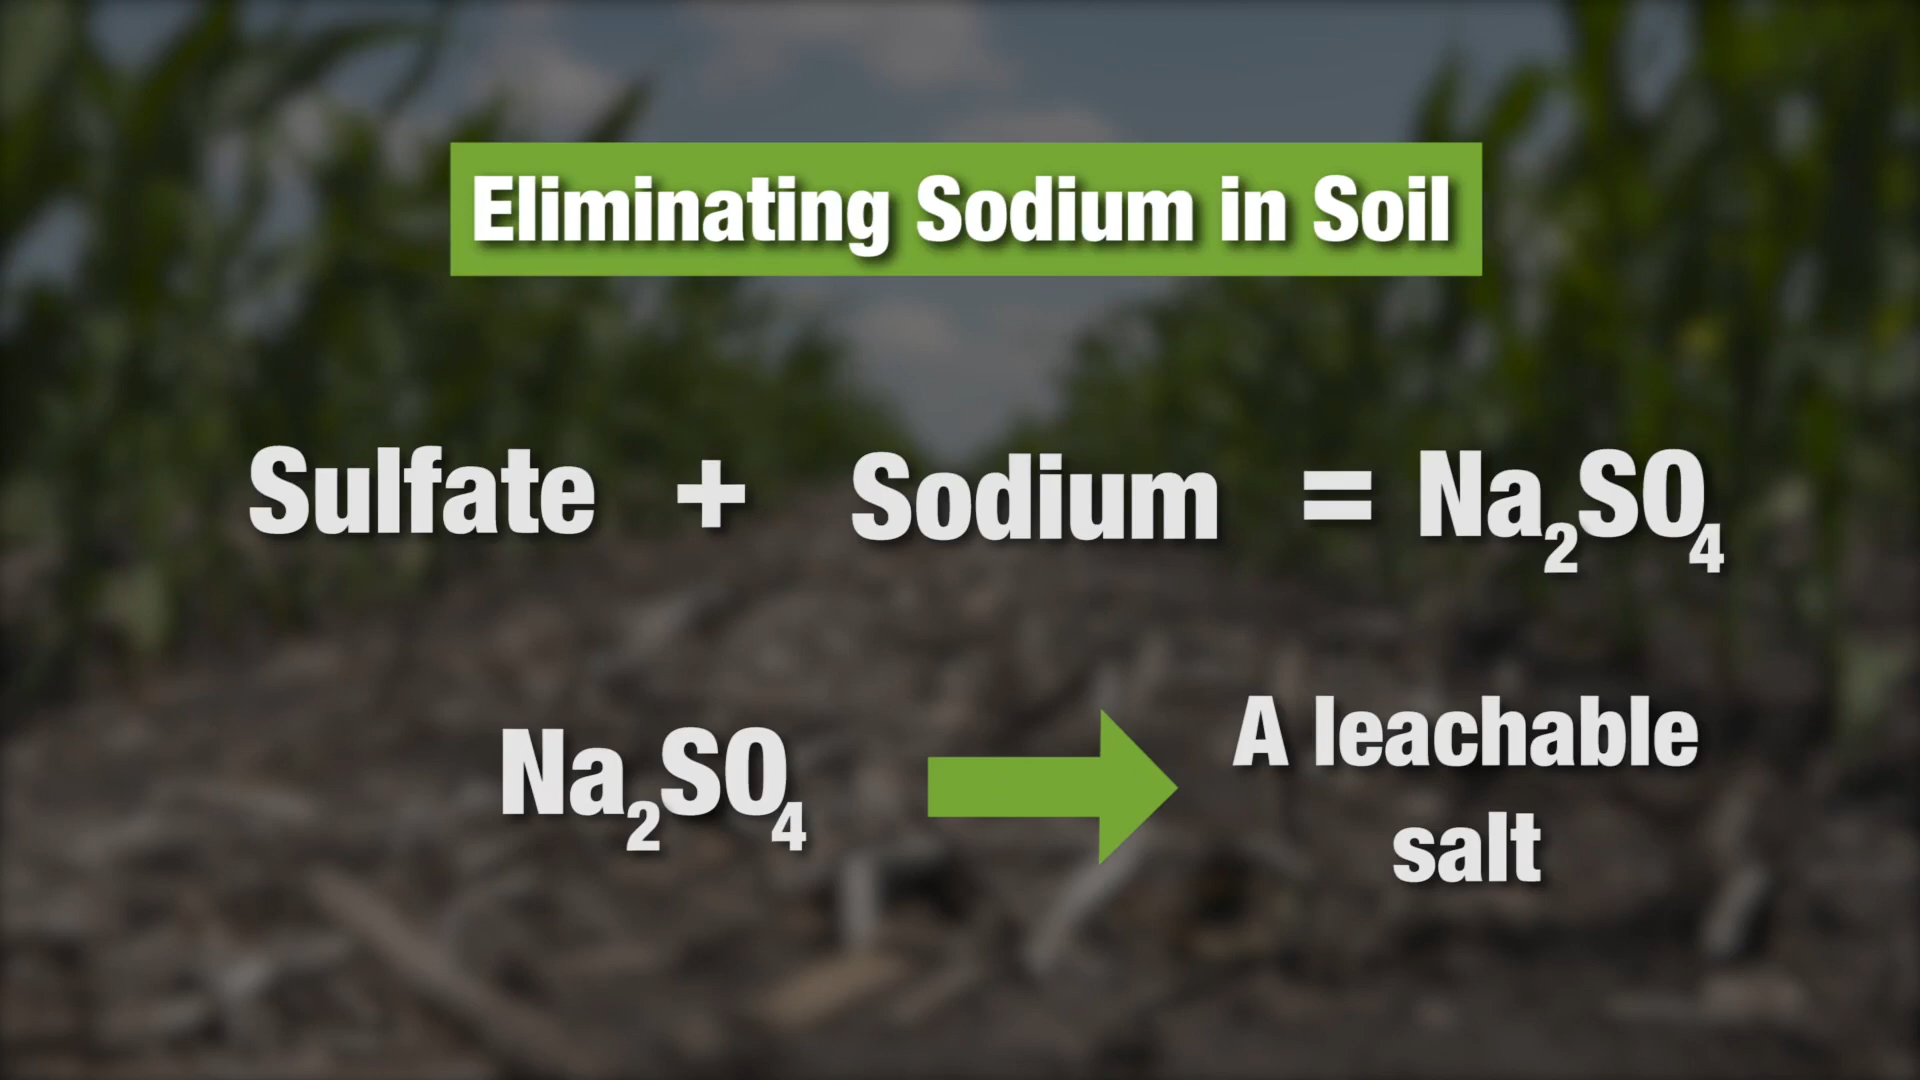 Eliminating Sodium in Soil
Sulfate + Sodium = Na₂SO₄
Na₂SO₄
A leachable
salt